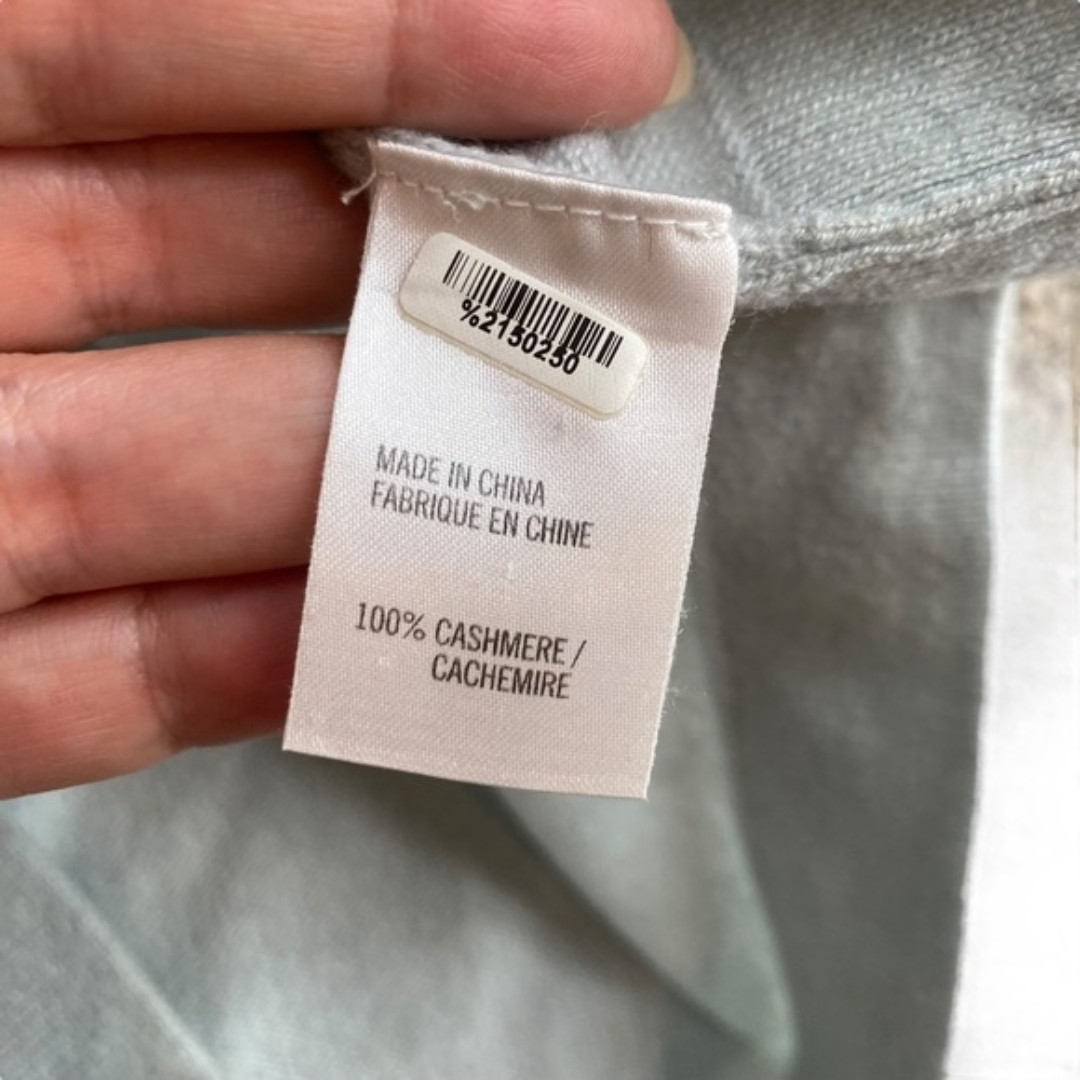 %2150250
MADE IN CHINA
FABRIQUE EN CHINE
100% CASHMERE /
CACHEMIRE